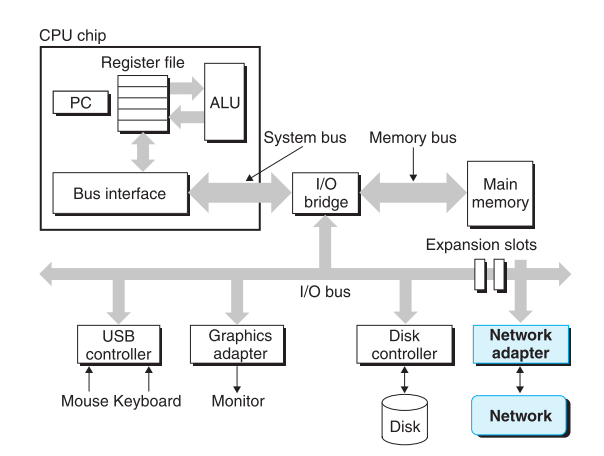 CPU chip
Register file
PC
ALU
System bus
Memory bus
Bus interface
I/O
bridge
Main
memory
Expansion slots
I/O bus
USB
controller
Graphics
adapter
Disk
controller
Network
adapter
Mouse Keyboard
Monitor
Disk
Network